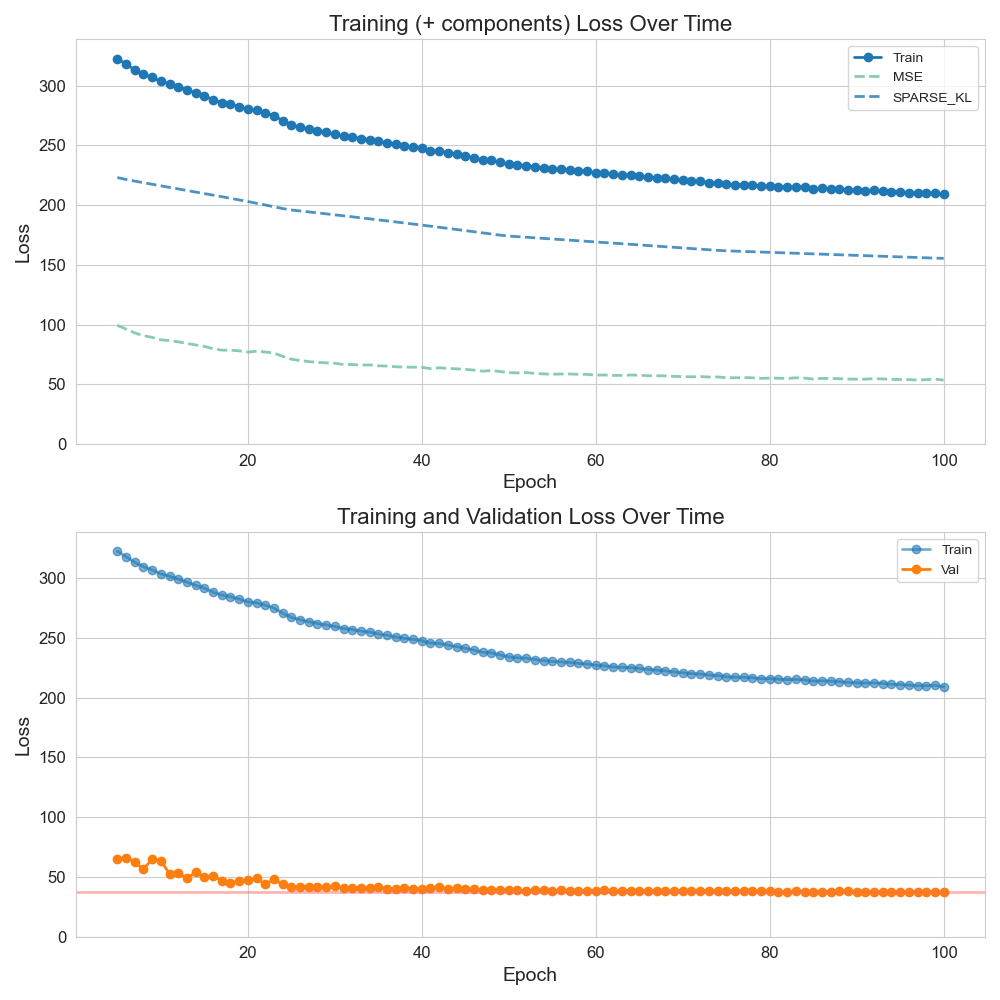 Training (+ components) Loss Over Time
Train
MSE
SPARSE_KL
Loss
300
250
200
150
100
50
0
20 40 60 80 100
Epoch
Training and Validation Loss Over Time
Train
Val
Loss
300
250
200
150
100
50
0
20 40 60 80 100
Epoch